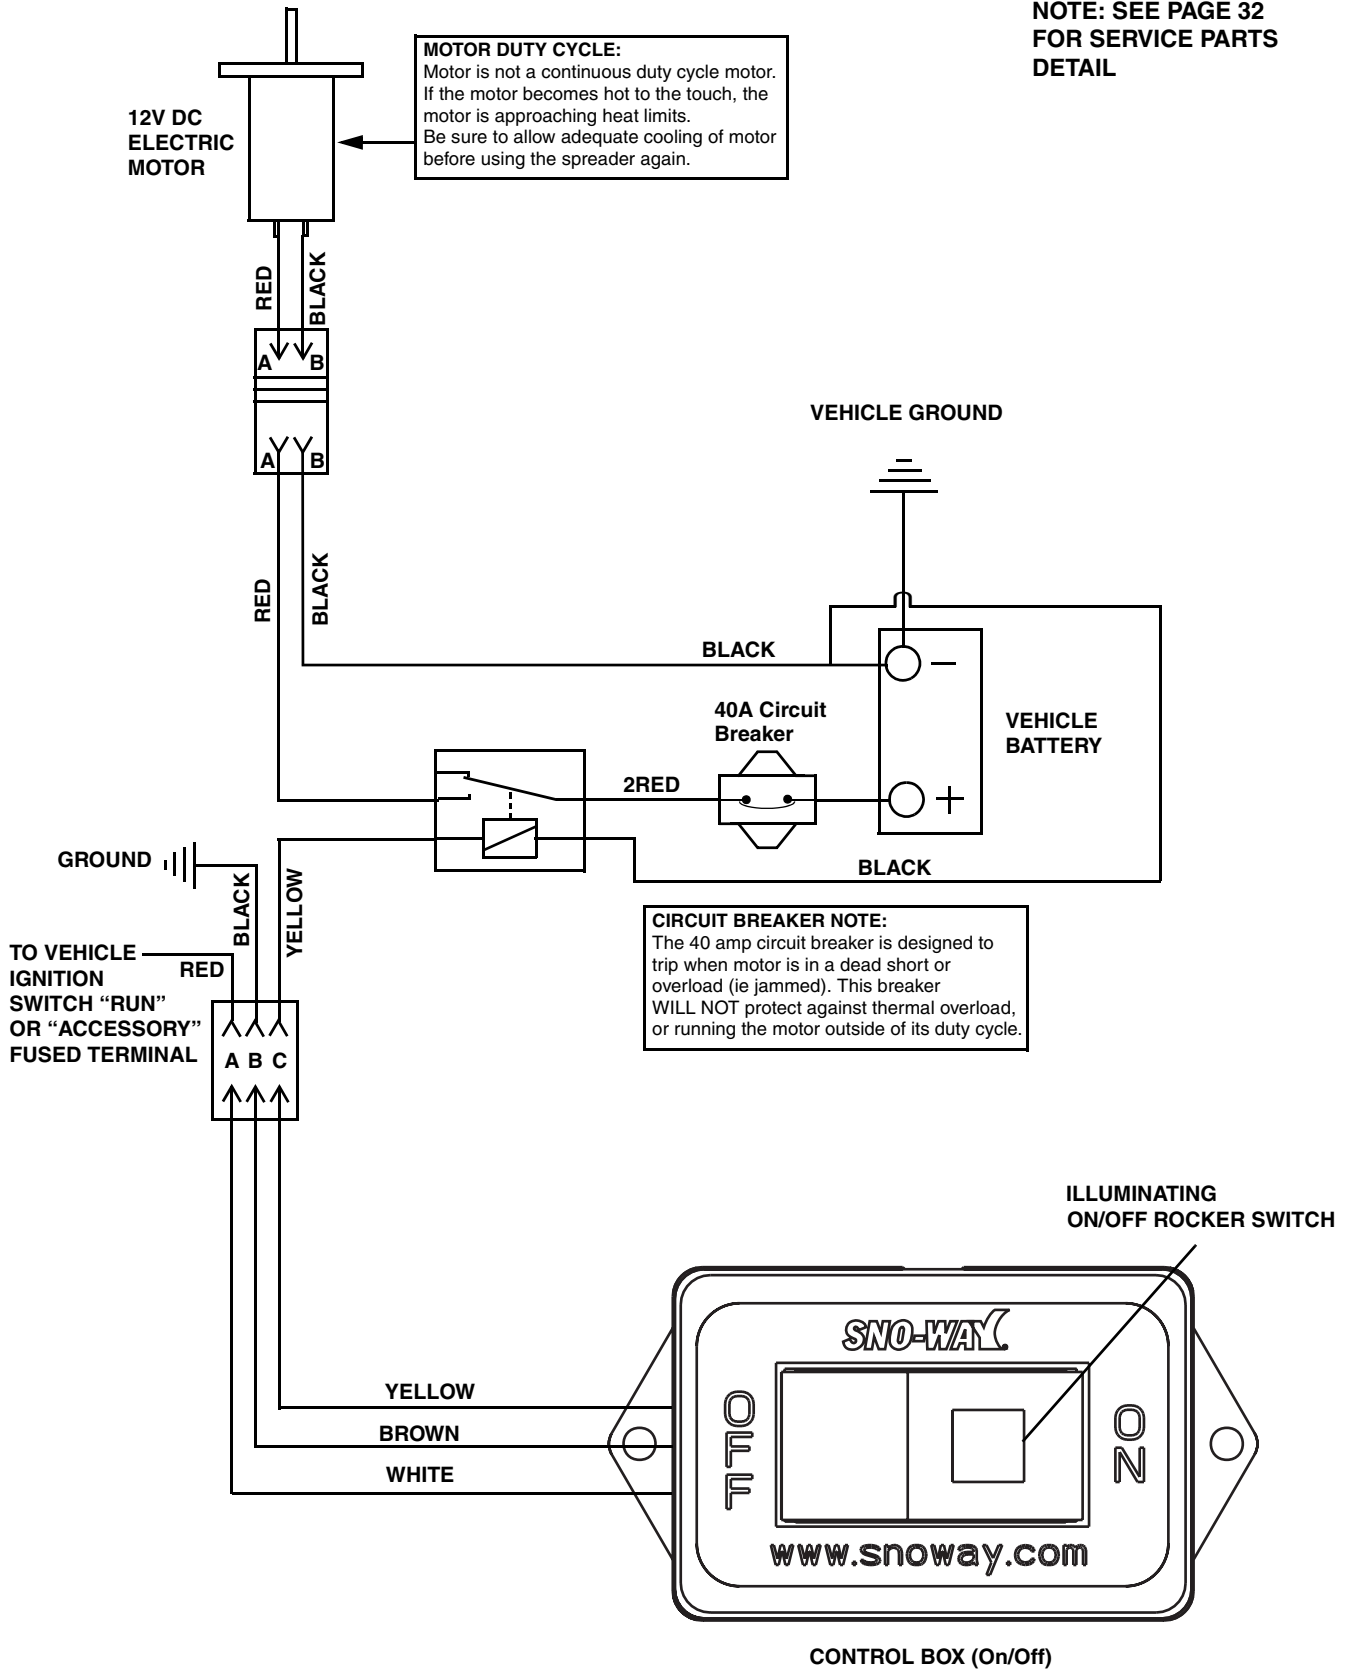 NOTE: SEE PAGE 32
FOR SERVICE PARTS
DETAIL
MOTOR DUTY CYCLE:
Motor is not a continuous duty cycle motor.
If the motor becomes hot to the touch, the
motor is approaching heat limits.
Be sure to allow adequate cooling of motor
before using the spreader again.
12V DC
ELECTRIC
MOTOR
RED
BLACK
A B
A B
VEHICLE GROUND
RED
BLACK
BLACK
40A Circuit
Breaker
VEHICLE
BATTERY
2RED
GROUND
BLACK
YELLOW
BLACK
TO VEHICLE
IGNITION
SWITCH “RUN”
OR “ACCESSORY”
FUSED TERMINAL
RED
CIRCUIT BREAKER NOTE:
The 40 amp circuit breaker is designed to
trip when motor is in a dead short or
overload (ie jammed). This breaker
WILL NOT protect against thermal overload,
or running the motor outside of its duty cycle.
A B C
ILLUMINATING
ON/OFF ROCKER SWITCH
SNO-WAY
YELLOW
BROWN
WHITE
OFF
ON
www.snoway.com
CONTROL BOX (On/Off)